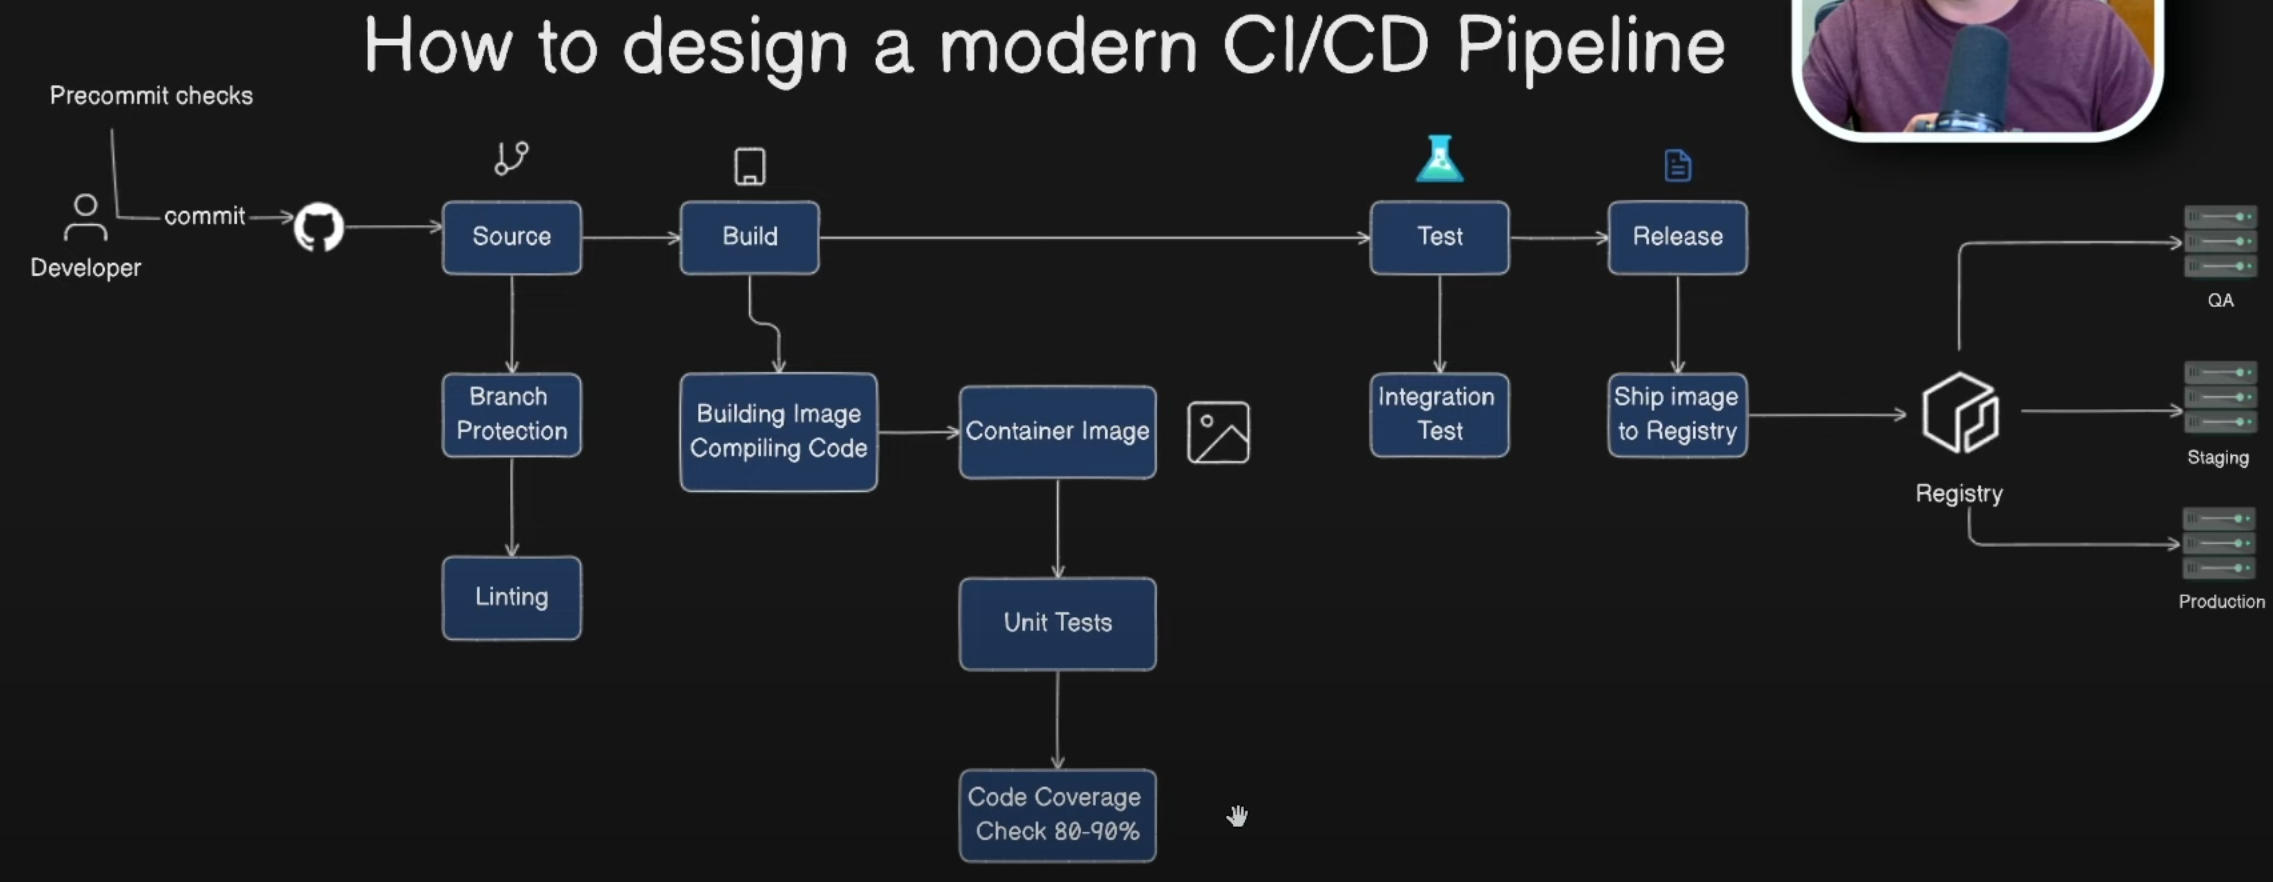 How to design a modern CI/CD Pipeline
Precommit checks
commit
Developer
Source
Build
Test
Release
QA
Branch
Protection
Building Image
Compiling Code
Container Image
Integration
Test
Ship image
to Registry
Registry
Staging
Linting
Unit Tests
Production
Code Coverage
Check 80-90%